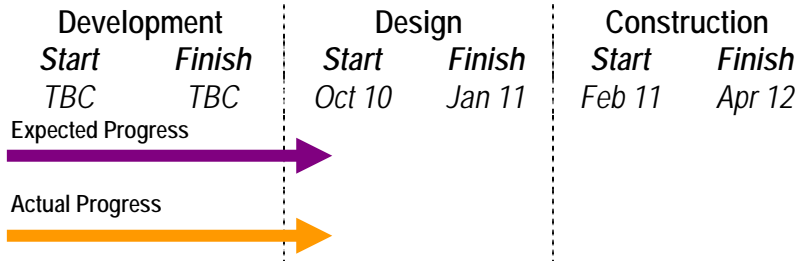 Development Design Construction
Start Finish Start Finish Start Finish
TBC TBC Oct 10 Jan 11 Feb 11 Apr 12
Expected Progress
Actual Progress